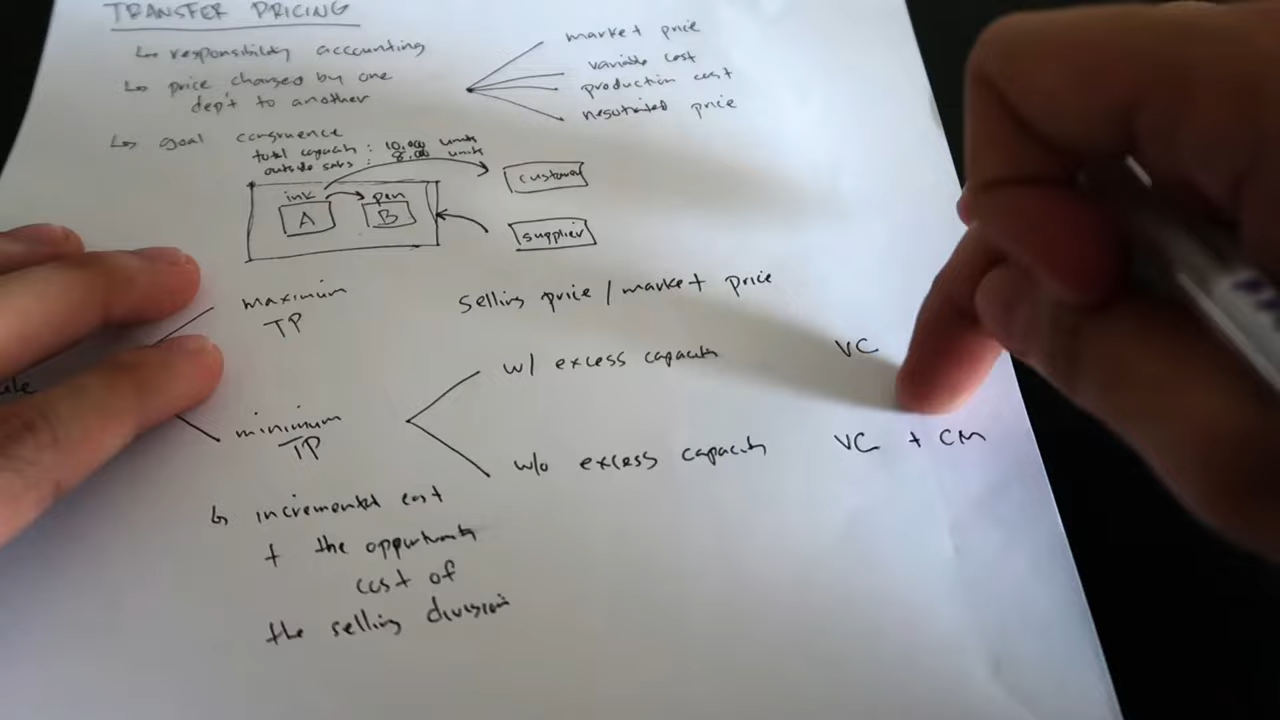 TRANSFER PRICING
↳ responsibility accounting
↳ price charged by one
dep't to another
market price
variable cost
production cost
negotiated price
↳ goal congruence
total capacity : 10,000 units
outside sales : 8,000 units
ink pen
A B
customer
supplier
maximum
TP
selling price / market price
minimum
TP
w/ excess capacity VC
w/o excess capacity VC + CM
↳ incremental cost
+ the opportunity
cost of
the selling division